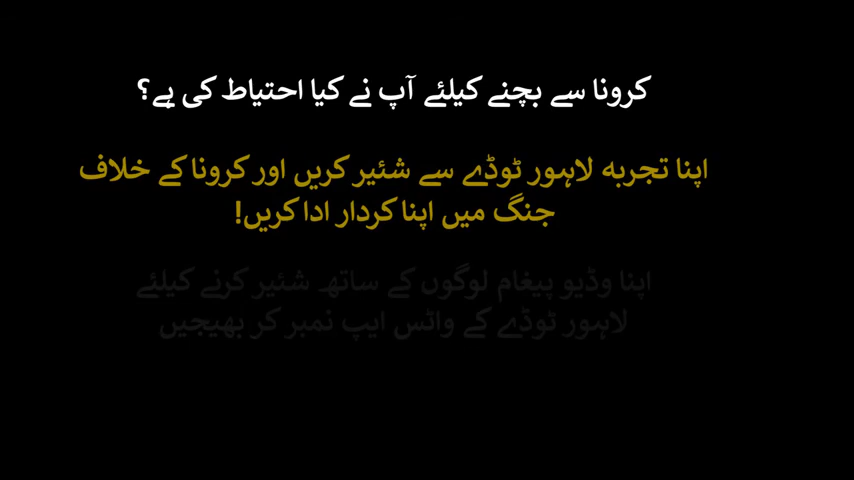 کرونا سے بچنے کیلئے آپ نے کیا احتیاط کی ہے؟
اپنا تجربہ لاہور ٹوڈے سے شئیر کریں اور کرونا کے خلاف
جنگ میں اپنا کردار ادا کریں!
اپنا وڈیو پیغام لوگوں کے ساتھ شئیر کرنے کیلئے
لاہور ٹوڈے کے واٹس ایپ نمبر کر بھیجیں